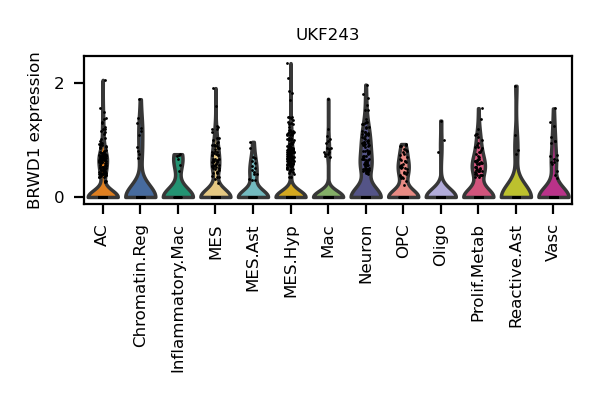 UKF243
BRWD1 expression
2
0
AC
Chromatin.Reg
Inflammatory.Mac
MES
MES.Ast
MES.Hyp
Mac
Neuron
OPC
Oligo
Prolif.Metab
Reactive.Ast
Vasc